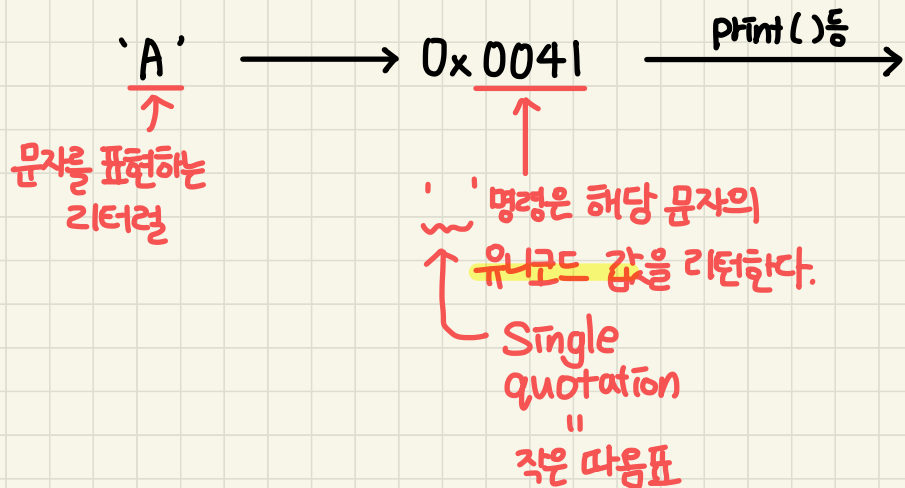 'A' → 0x0041 → print()등
문자를 표현하는
리터럴
' ' 명령은 해당 문자의
유니코드 값을 리턴한다.
Single
quotation
=
작은 따옴표